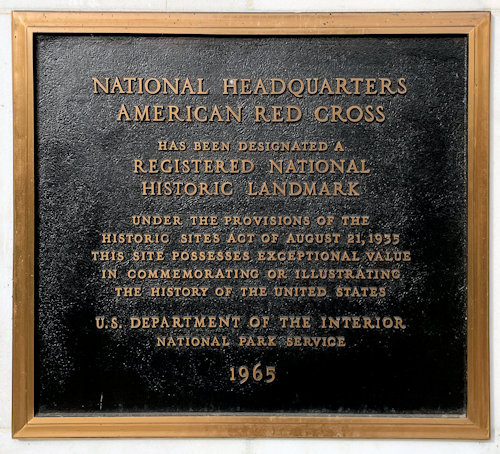 NATIONAL HEADQUARTERS
AMERICAN RED CROSS
HAS BEEN DESIGNATED A
REGISTERED NATIONAL
HISTORIC LANDMARK
UNDER THE PROVISIONS OF THE
HISTORIC SITES ACT OF AUGUST 21, 1935
THIS SITE POSSESSES EXCEPTIONAL VALUE
IN COMMEMORATING OR ILLUSTRATING
THE HISTORY OF THE UNITED STATES
U.S. DEPARTMENT OF THE INTERIOR
NATIONAL PARK SERVICE
1965